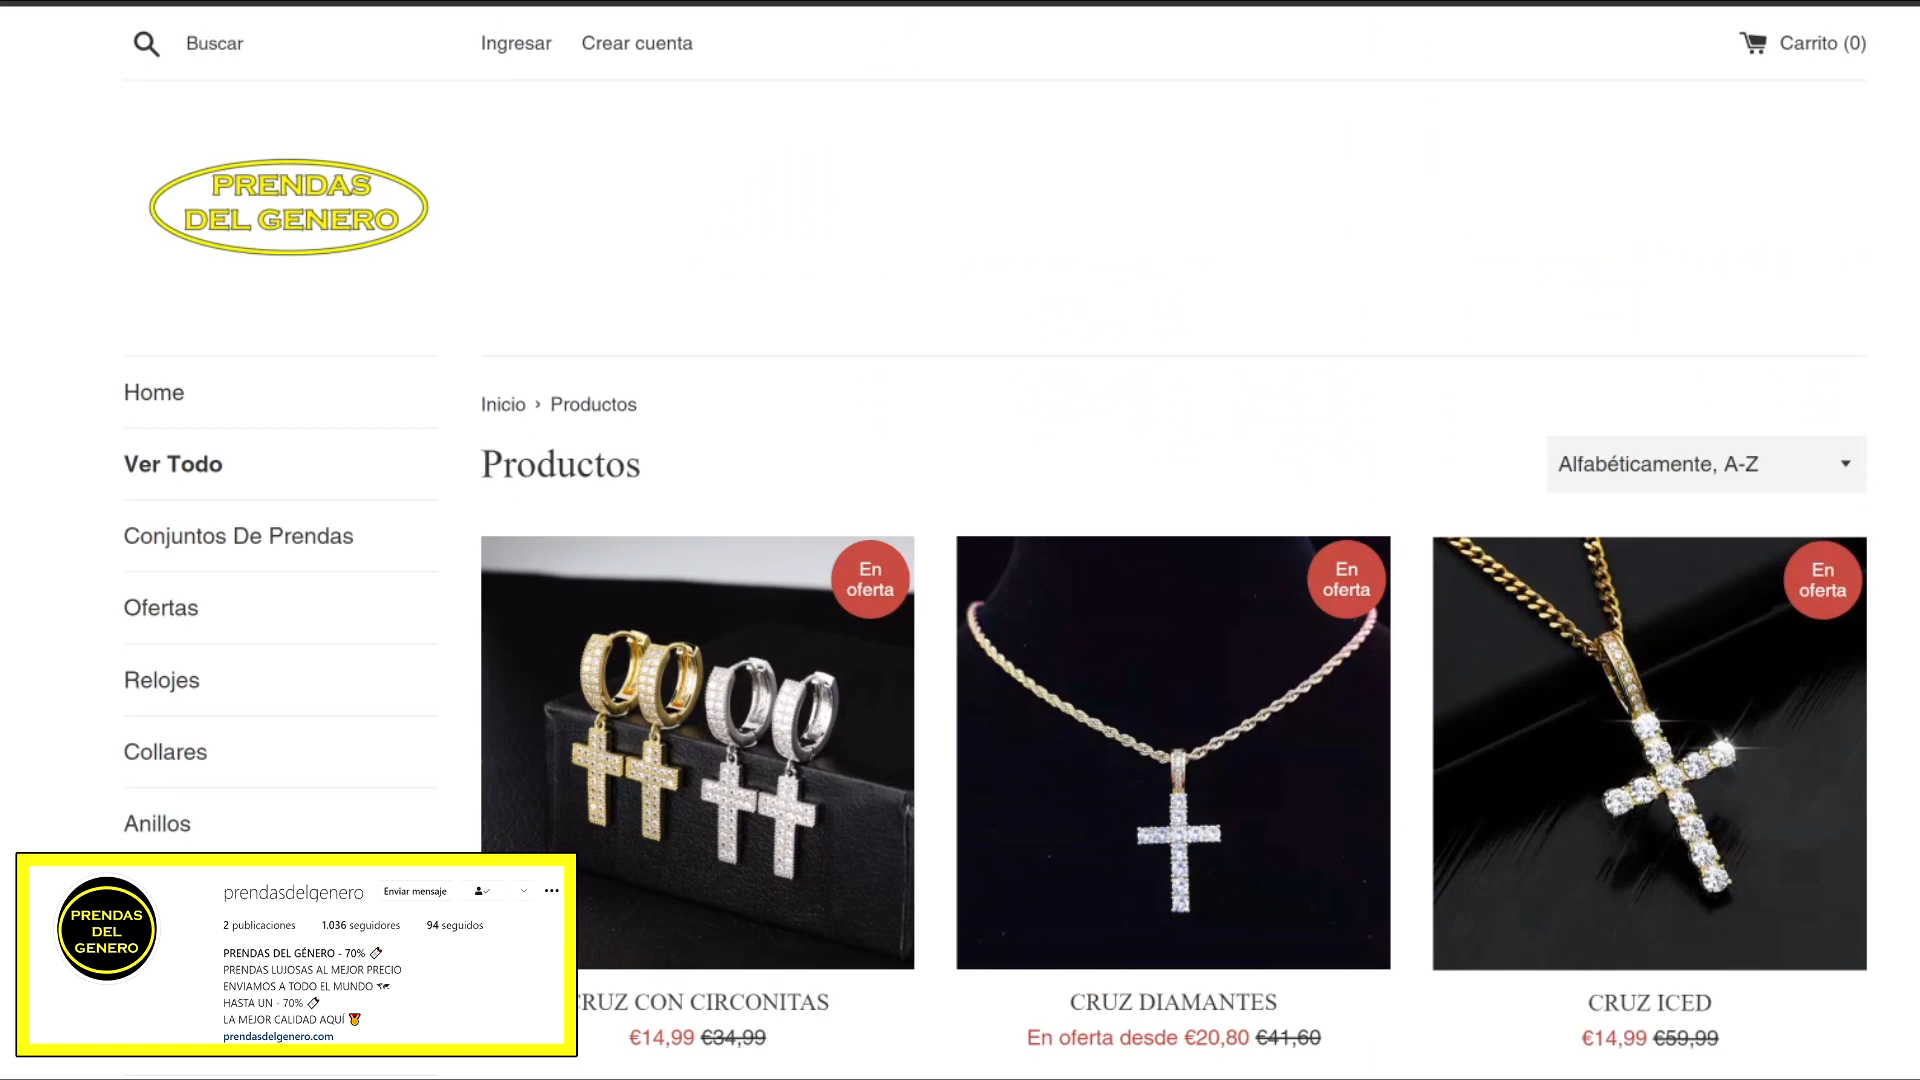 Buscar
Ingresar
Crear cuenta
Carrito (0)
PRENDAS
DEL GENERO
Home
Ver Todo
Conjuntos De Prendas
Ofertas
Relojes
Collares
Anillos
Inicio › Productos
Productos
Alfabéticamente, A-Z
En
oferta
En
oferta
En
oferta
RUZ CON CIRCONITAS
€14,99 €34,99
CRUZ DIAMANTES
En oferta desde €20,80 €41,60
CRUZ ICED
€14,99 €59,99
PRENDAS
DEL
GENERO
prendasdelgenero
Enviar mensaje
2 publicaciones 1.036 seguidores 94 seguidos
PRENDAS DEL GÉNERO - 70%
PRENDAS LUJOSAS AL MEJOR PRECIO
ENVIAMOS A TODO EL MUNDO
HASTA UN - 70%
LA MEJOR CALIDAD AQUÍ
prendasdelgenero.com